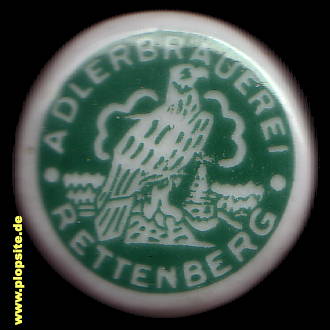 • ADLERBRAUEREI •
RETTENBERG
© www.plopsite.de